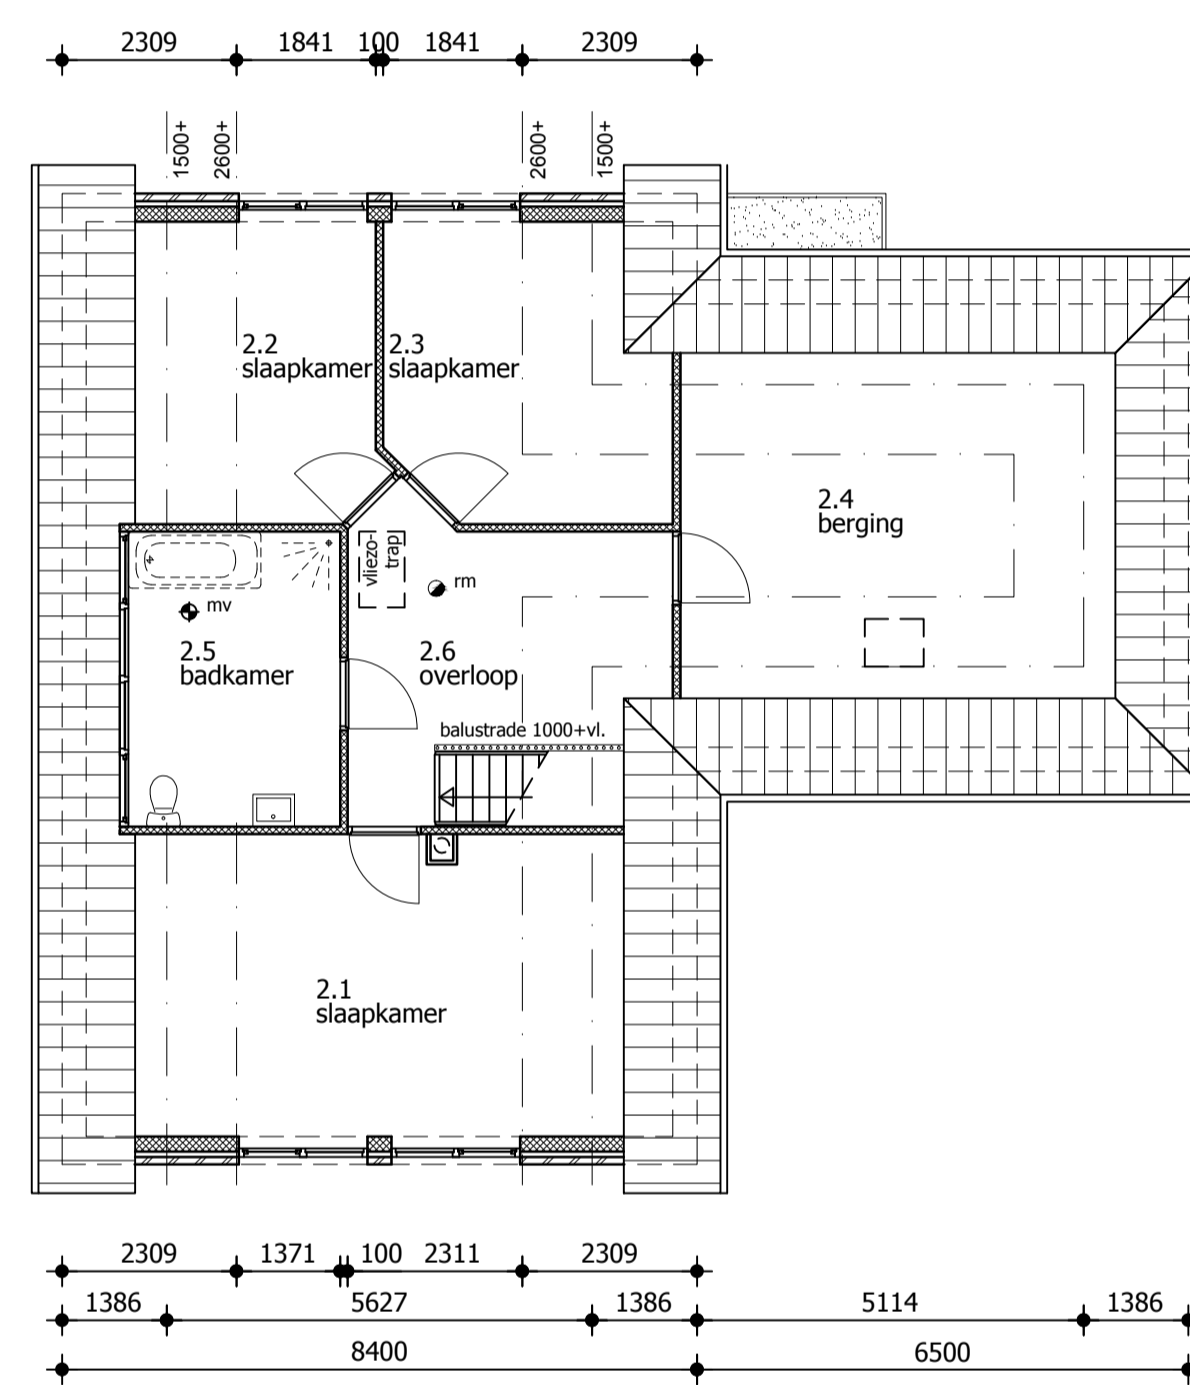 2309 1841 100 1841 2309
1500+ 2600+ 2600+ 1500+
2.2
slaapkamer
2.3
slaapkamer
2.4
berging
vliezo-
trap
rm
mv
2.5
badkamer
2.6
overloop
balustrade 1000+vl.
2.1
slaapkamer
2309 1371 100 2311 2309
1386 5627 1386 5114 1386
8400 6500